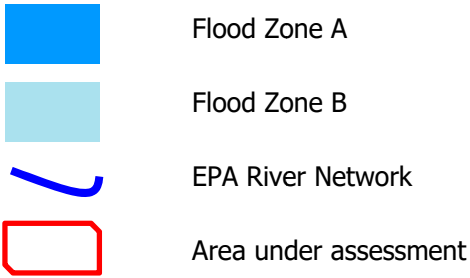 Flood Zone A
Flood Zone B
EPA River Network
Area under assessment